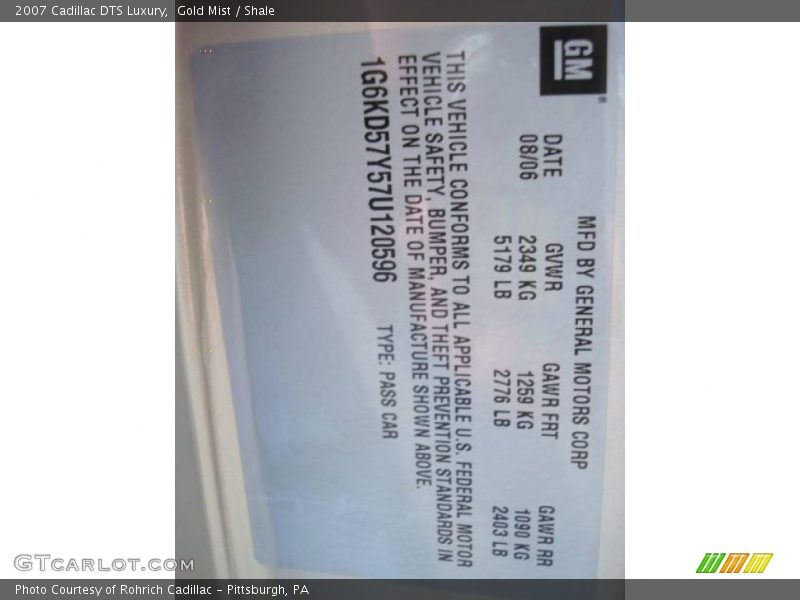 2007 Cadillac DTS Luxury, Gold Mist / Shale
GM
MFD BY GENERAL MOTORS CORP
DATE GVWR GAWR FRT GAWR RR
08/06 2349 KG 1259 KG 1090 KG
5179 LB 2776 LB 2403 LB
THIS VEHICLE CONFORMS TO ALL APPLICABLE U.S. FEDERAL MOTOR
VEHICLE SAFETY, BUMPER, AND THEFT PREVENTION STANDARDS IN
EFFECT ON THE DATE OF MANUFACTURE SHOWN ABOVE.
1G6KD57Y57U120596 TYPE: PASS CAR
GTCarlot.com
Photo Courtesy of Rohrich Cadillac - Pittsburgh, PA